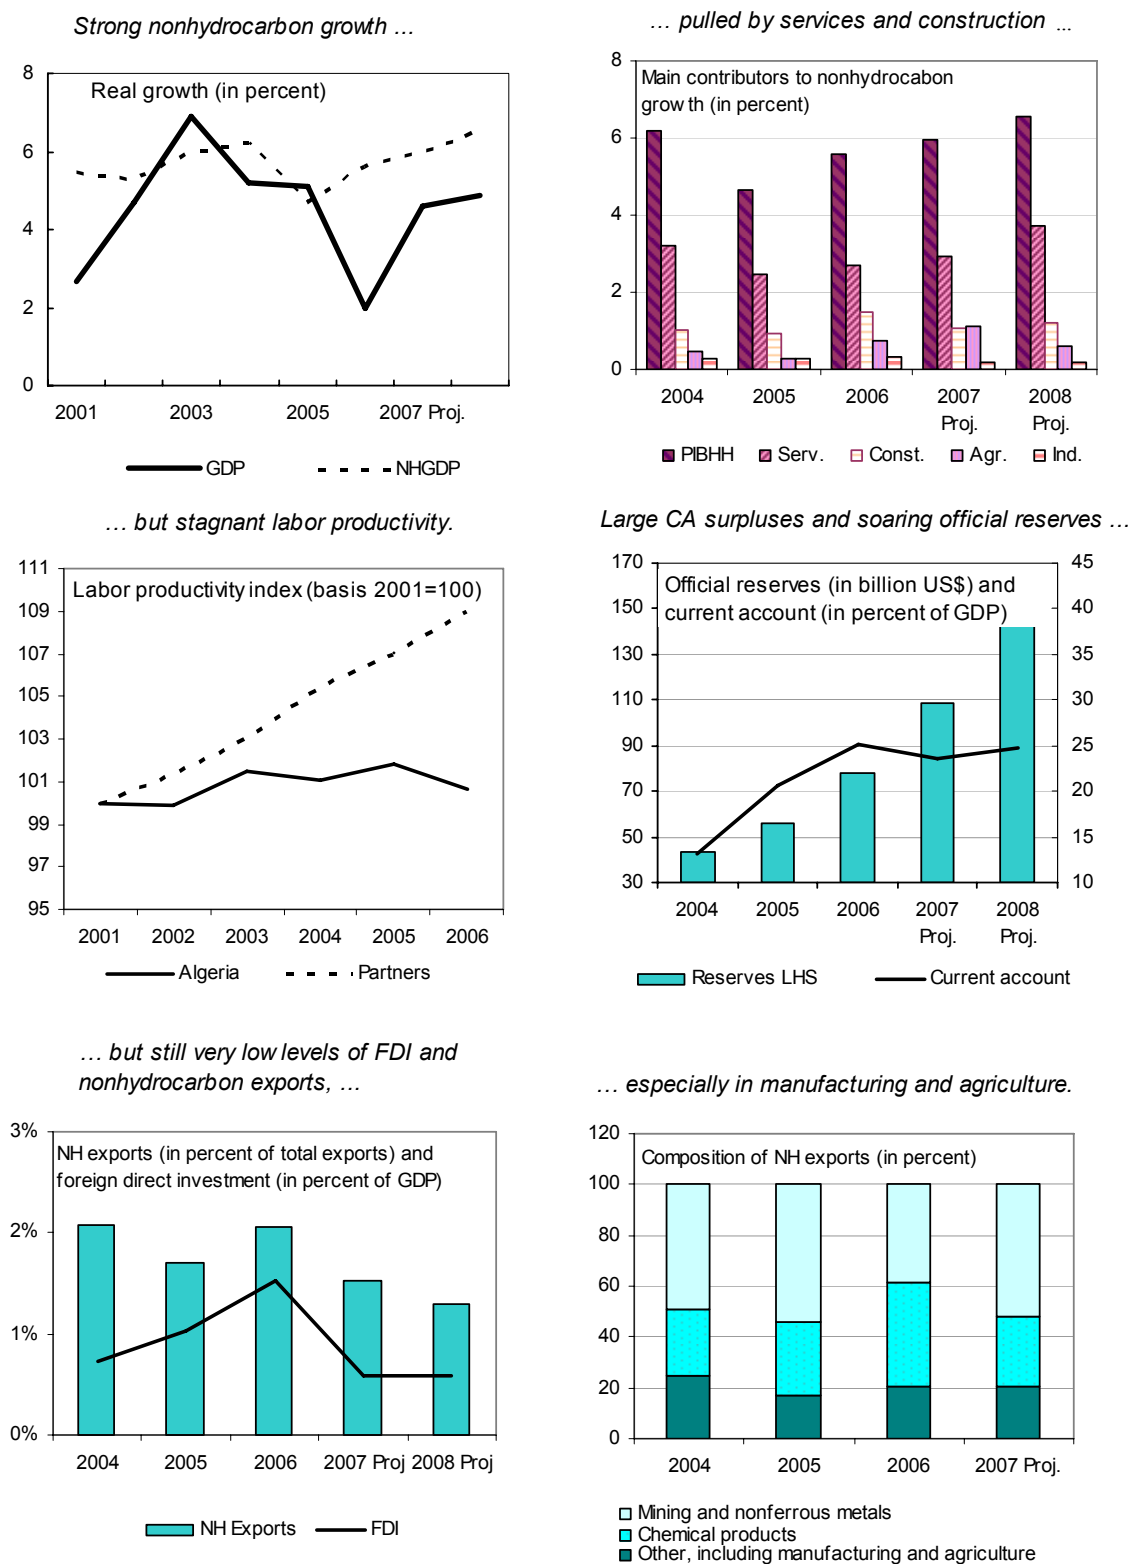 Strong nonhydrocarbon growth ...
Real growth (in percent)
8
6
4
2
0
2001
2003
2005
2007 Proj.
GDP
NHGDP
... pulled by services and construction ...
Main contributors to nonhydrocabon
growth (in percent)
8
6
4
2
0
2004
2005
2006
2007
Proj.
2008
Proj.
PIBHH
Serv.
Const.
Agr.
Ind.
... but stagnant labor productivity.
Labor productivity index (basis 2001=100)
111
109
107
105
103
101
99
97
95
2001
2002
2003
2004
2005
2006
Algeria
Partners
Large CA surpluses and soaring official reserves ...
Official reserves (in billion US$) and
current account (in percent of GDP)
170
150
130
110
90
70
50
30
45
40
35
30
25
20
15
10
2004
2005
2006
2007
Proj.
2008
Proj.
Reserves LHS
Current account
... but still very low levels of FDI and
nonhydrocarbon exports, ...
NH exports (in percent of total exports) and
foreign direct investment (in percent of GDP)
3%
2%
1%
0%
2004
2005
2006
2007 Proj
2008 Proj
NH Exports
FDI
... especially in manufacturing and agriculture.
Composition of NH exports (in percent)
120
100
80
60
40
20
0
2004
2005
2006
2007 Proj.
Mining and nonferrous metals
Chemical products
Other, including manufacturing and agriculture